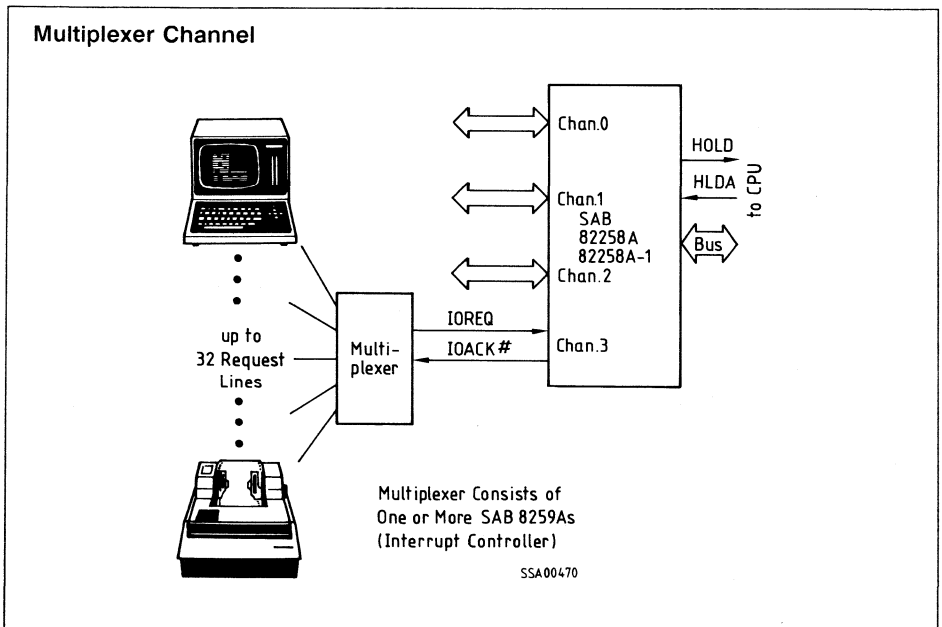 Multiplexer Channel
Chan.0
HOLD
HLDA
to CPU
Chan.1
SAB
82258A
82258A-1
Bus
Chan.2
IOREQ
IOACK#
Chan.3
up to
32 Request
Lines
Multi-
plexer
Multiplexer Consists of
One or More SAB 8259As
(Interrupt Controller)
SSA00470